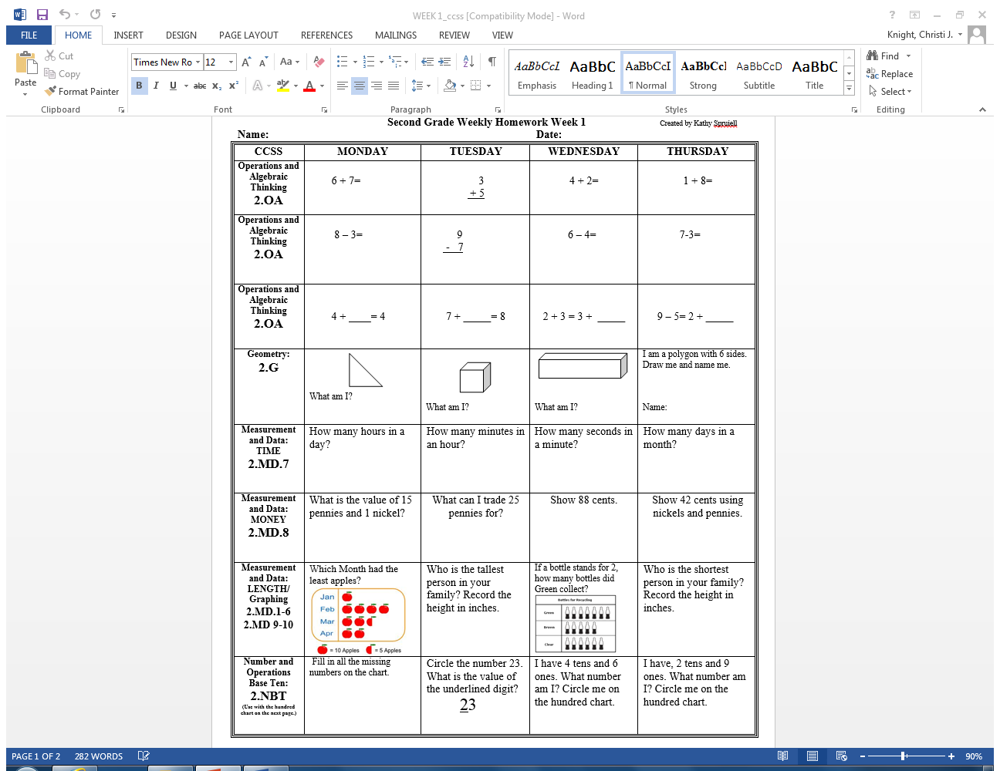 WEEK 1_ccss [Compatibility Mode] - Word
FILE HOME INSERT DESIGN PAGE LAYOUT REFERENCES MAILINGS REVIEW VIEW
Knight, Christi J.
Paste
Cut
Copy
Format Painter
Times New Ro 12
Aa
B I U abc x₂ x² A ab A
AaBbCcI AaBbC AaBbCcI AaBbCcI AaBbCcD AaBbC
Emphasis Heading 1 ¶ Normal Strong Subtitle Title
Find
Replace
Select
Clipboard Font Paragraph Styles Editing
Second Grade Weekly Homework Week 1
Created by Kathy Spruiell
Name: Date:
CCSS MONDAY TUESDAY WEDNESDAY THURSDAY
Operations and
Algebraic
Thinking
2.OA
6 + 7=
3
+ 5
4 + 2=
1 + 8=
Operations and
Algebraic
Thinking
2.OA
8 – 3=
9
- 7
6 – 4=
7-3=
Operations and
Algebraic
Thinking
2.OA
4 + ____= 4
7 + _____= 8
2 + 3 = 3 + _____
9 – 5= 2 + _____
Geometry:
2.G
What am I?
What am I?
What am I?
I am a polygon with 6 sides.
Draw me and name me.
Name:
Measurement
and Data:
TIME
2.MD.7
How many hours in a
day?
How many minutes in
an hour?
How many seconds in
a minute?
How many days in a
month?
Measurement
and Data:
MONEY
2.MD.8
What is the value of 15
pennies and 1 nickel?
What can I trade 25
pennies for?
Show 88 cents.
Show 42 cents using
nickels and pennies.
Measurement
and Data:
LENGTH/
Graphing
2.MD.1-6
2.MD 9-10
Which Month had the
least apples?
Jan
Feb
Mar
Apr
= 10 Apples = 5 Apples
Who is the tallest
person in your
family? Record the
height in inches.
If a bottle stands for 2,
how many bottles did
Green collect?
Bottles for Recycling
Green
Brown
Clear
Who is the shortest
person in your family?
Record the height in
inches.
Number and
Operations
Base Ten:
2.NBT
(Use with the hundred
chart on the next page.)
Fill in all the missing
numbers on the chart.
Circle the number 23.
What is the value of
the underlined digit?
23
I have 4 tens and 6
ones. What number
am I? Circle me on
the hundred chart.
I have, 2 tens and 9
ones. What number am
I? Circle me on the
hundred chart.
PAGE 1 OF 2 282 WORDS 90%